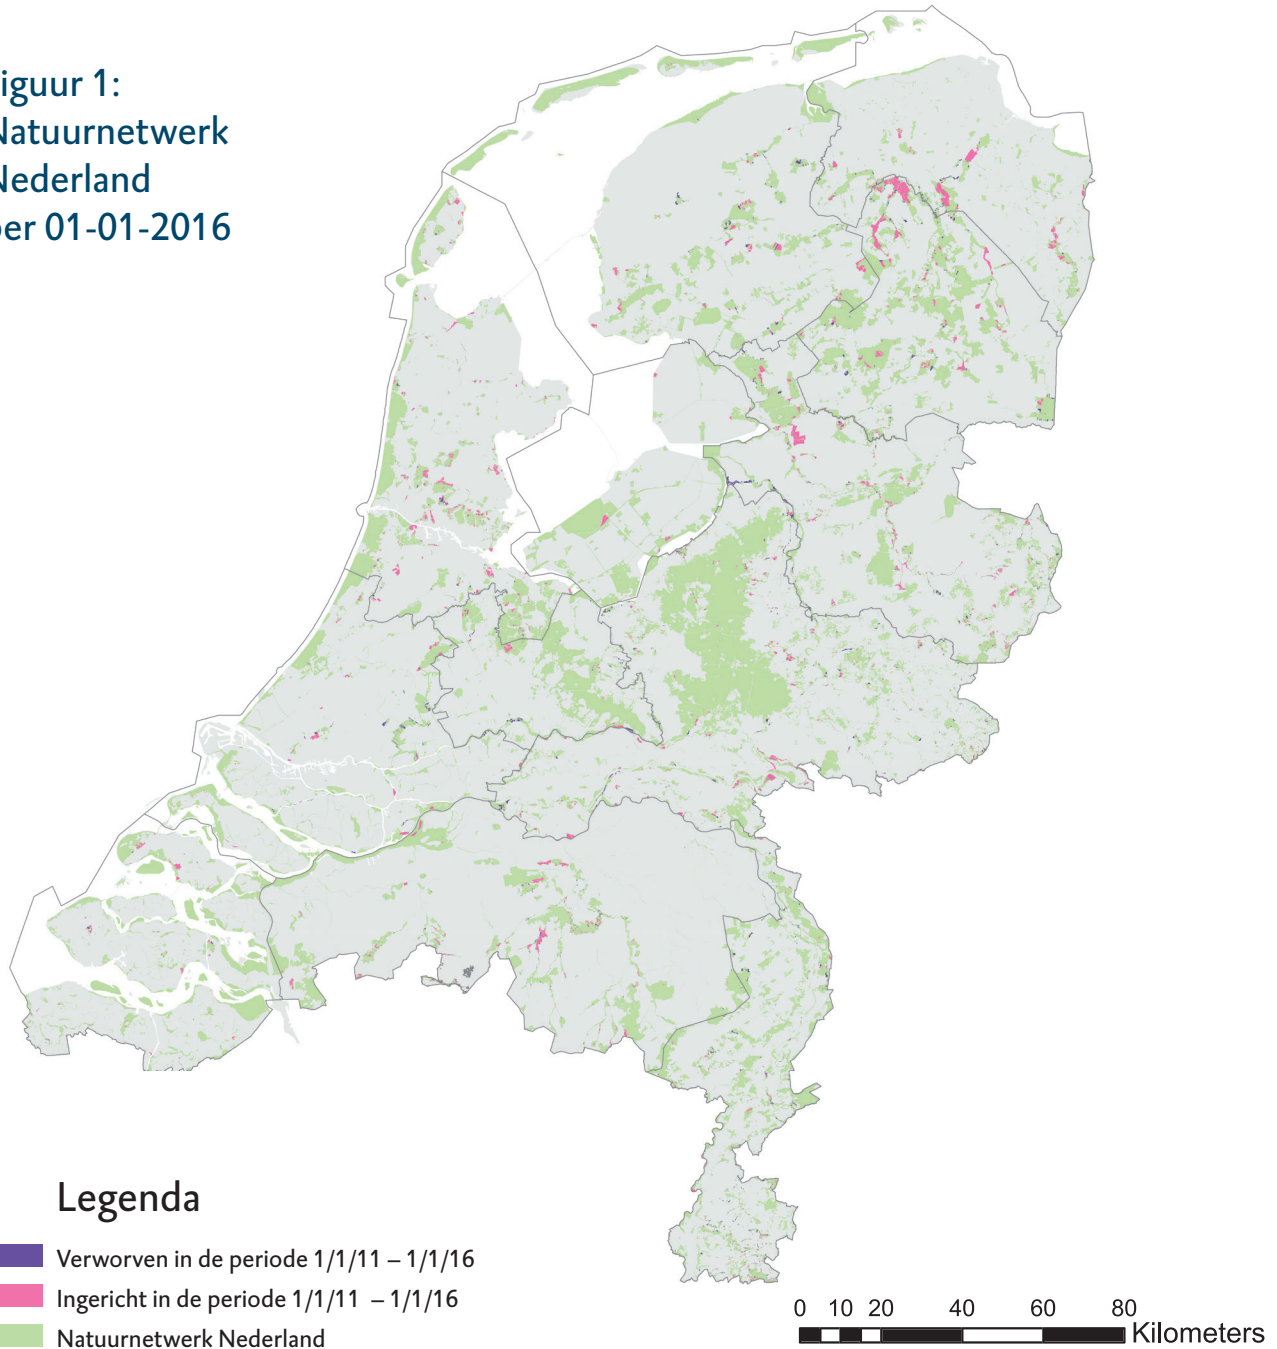 iguur 1:
Natuurnetwerk
Nederland
per 01-01-2016
Legenda
Verworven in de periode 1/1/11 – 1/1/16
Ingericht in de periode 1/1/11 – 1/1/16
Natuurnetwerk Nederland
0 10 20 40 60 80
Kilometers